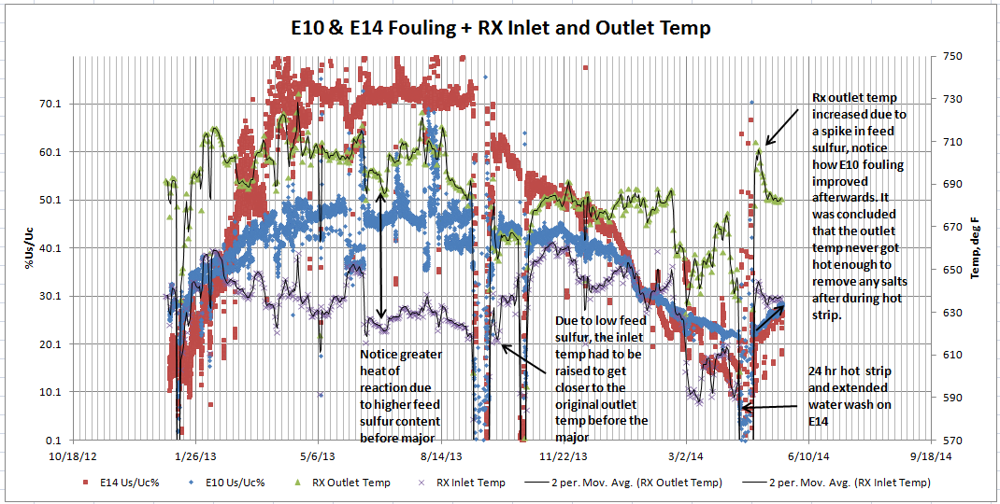 E10 & E14 Fouling + RX Inlet and Outlet Temp
%Us/Uc
70.1
60.1
50.1
40.1
30.1
20.1
10.1
0.1
750
730
710
690
670
650
630
610
590
570
Temp, deg F
10/18/12
1/26/13
5/6/13
8/14/13
11/22/13
3/2/14
6/10/14
9/18/14
Notice greater
heat of
reaction due
to higher feed
sulfur content
before major
Due to low feed
sulfur, the inlet
temp had to be
raised to get
closer to the
original outlet
temp before the
major
Rx outlet temp
increased due to
a spike in feed
sulfur, notice
how E10 fouling
improved
afterwards. It
was concluded
that the outlet
temp never got
hot enough to
remove any salts
after during hot
strip.
24 hr hot strip
and extended
water wash on
E14
E14 Us/Uc%
E10 Us/Uc%
RX Outlet Temp
RX Inlet Temp
2 per. Mov. Avg. (RX Outlet Temp)
2 per. Mov. Avg. (RX Inlet Temp)